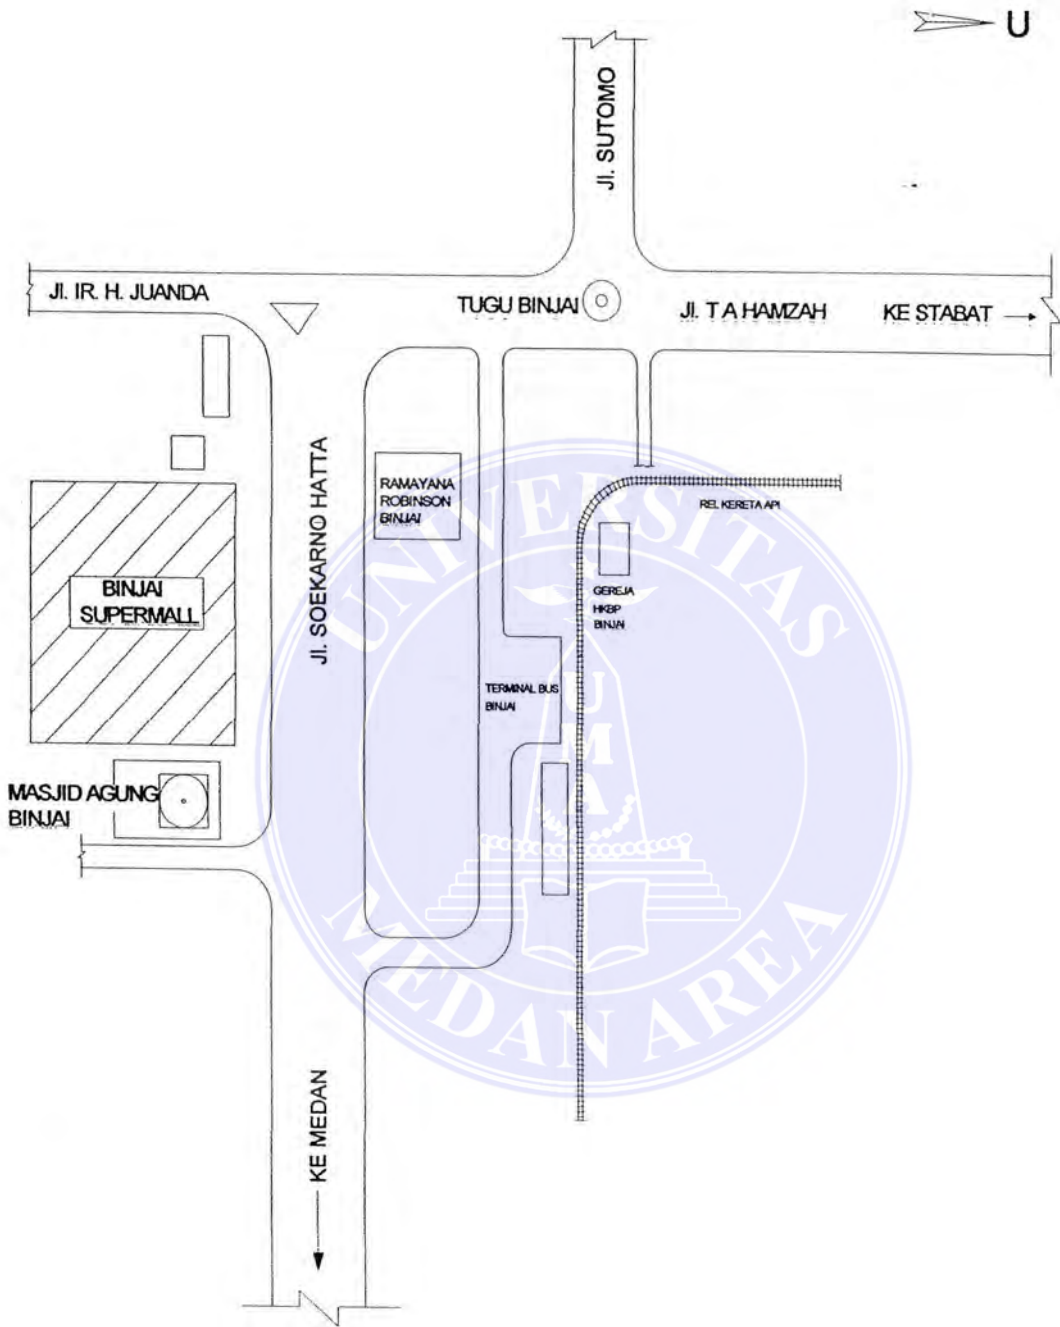 U
Jl. SUTOMO
Jl. IR. H. JUANDA
TUGU BINJAI
Jl. T A HAMZAH
KE STABAT
Jl. SOEKARNO HATTA
RAMAYANA
ROBINSON
BINJAI
REL KERETA API
BINJAI
SUPERMALL
GEREJA
HKBP
BINJAI
TERMINAL BUS
BINJAI
MASJID AGUNG
BINJAI
KE MEDAN
UNIVERSITAS
UMA
MEDAN AREA